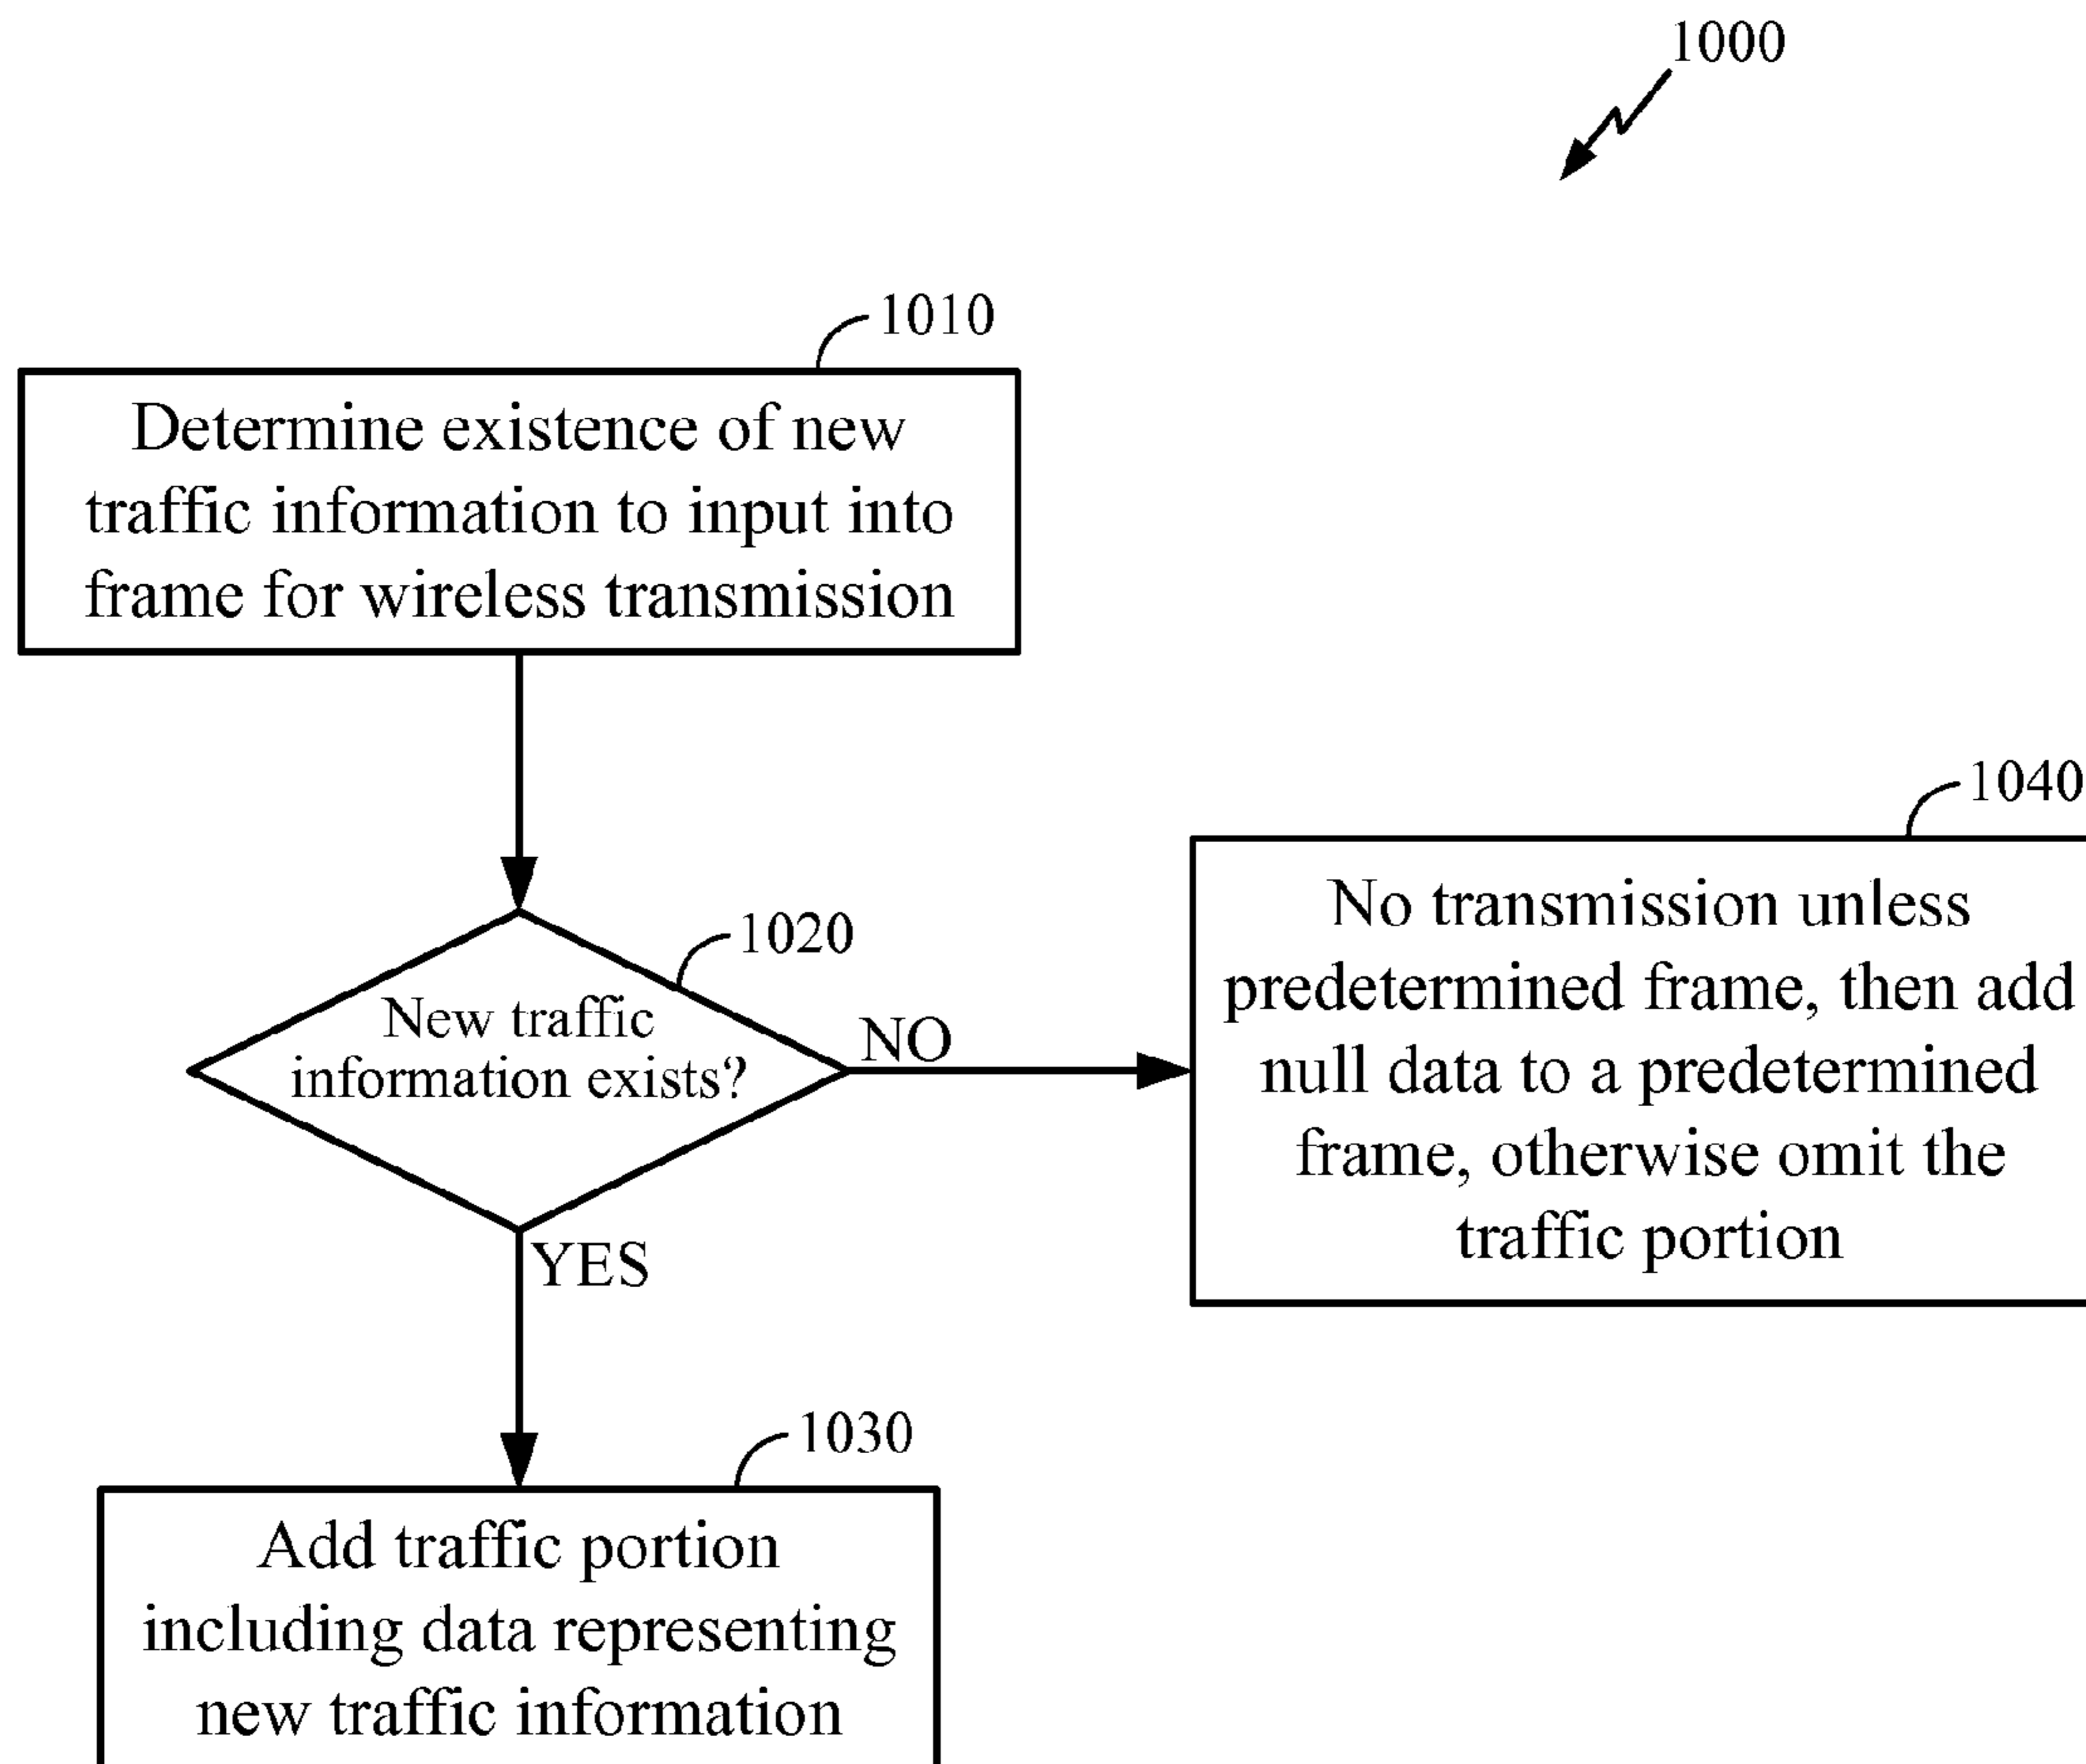 1000
1010
Determine existence of new
traffic information to input into
frame for wireless transmission
1020
New traffic
information exists?
NO
1040
No transmission unless
predetermined frame, then add
null data to a predetermined
frame, otherwise omit the
traffic portion
YES
1030
Add traffic portion
including data representing
new traffic information